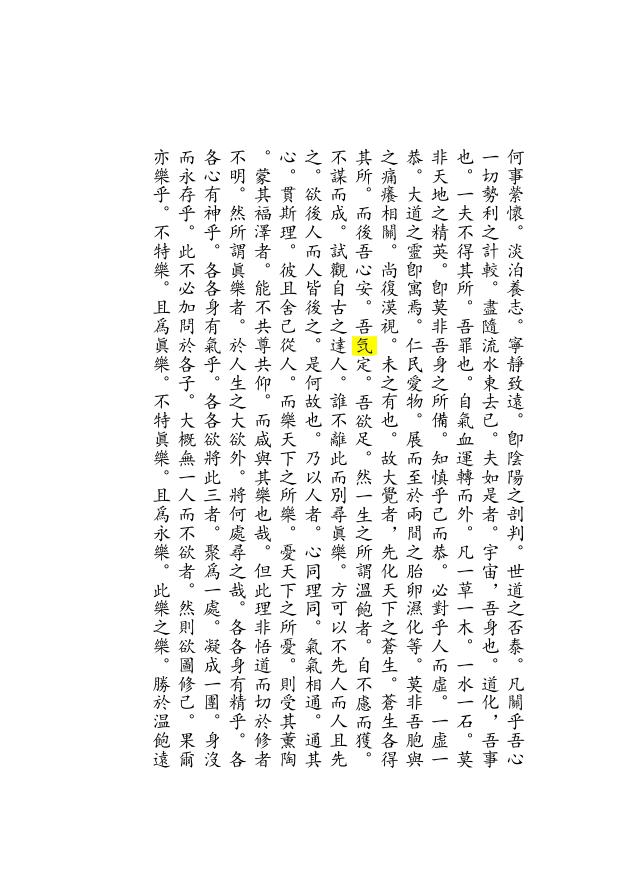 何事縈懷。淡泊養志。寧靜致遠。卽陰陽之剖判。世道之否泰。凡關乎吾心
一切勢利之計較。盡隨流水東去已。夫如是者。宇宙，吾身也。道化，吾事
也。一夫不得其所。吾罪也。自氣血運轉而外。凡一草一木。一水一石。莫
非天地之精英。卽莫非吾身之所備。知慎乎己而恭。必對乎人而虛。一虛一
恭。大道之靈卽寓焉。仁民愛物。展而至於兩間之胎卵濕化等。莫非吾胞與
之痛癢相關。尚復漠視。未之有也。故大覺者，先化天下之蒼生。蒼生各得
其所。而後吾心安。吾気定。吾欲足。然一生之所謂溫飽者。自不慮而獲。
不謀而成。試觀自古之達人。誰不離此而別尋眞樂。方可以不先人而人且先
之。欲後人而人皆後之。是何故也。乃以人者。心同理同。氣氣相通。通其
心。貫斯理。彼且舍己從人。而樂天下之所樂。憂天下之所憂。則受其薰陶
。蒙其福澤者。能不共尊共仰。而咸與其樂也哉。但此理非悟道而切於修者
不明。然所謂眞樂者。於人生之大欲外。將何處尋之哉。各各身有精乎。各
各心有神乎。各各身有氣乎。各各欲將此三者。聚爲一處。凝成一團。身沒
而永存乎。此不必加問於各子。大概無一人而不欲者。然則欲圖修己。果爾
亦樂乎。不特樂。且爲眞樂。不特眞樂。且爲永樂。此樂之樂。勝於溫飽遠